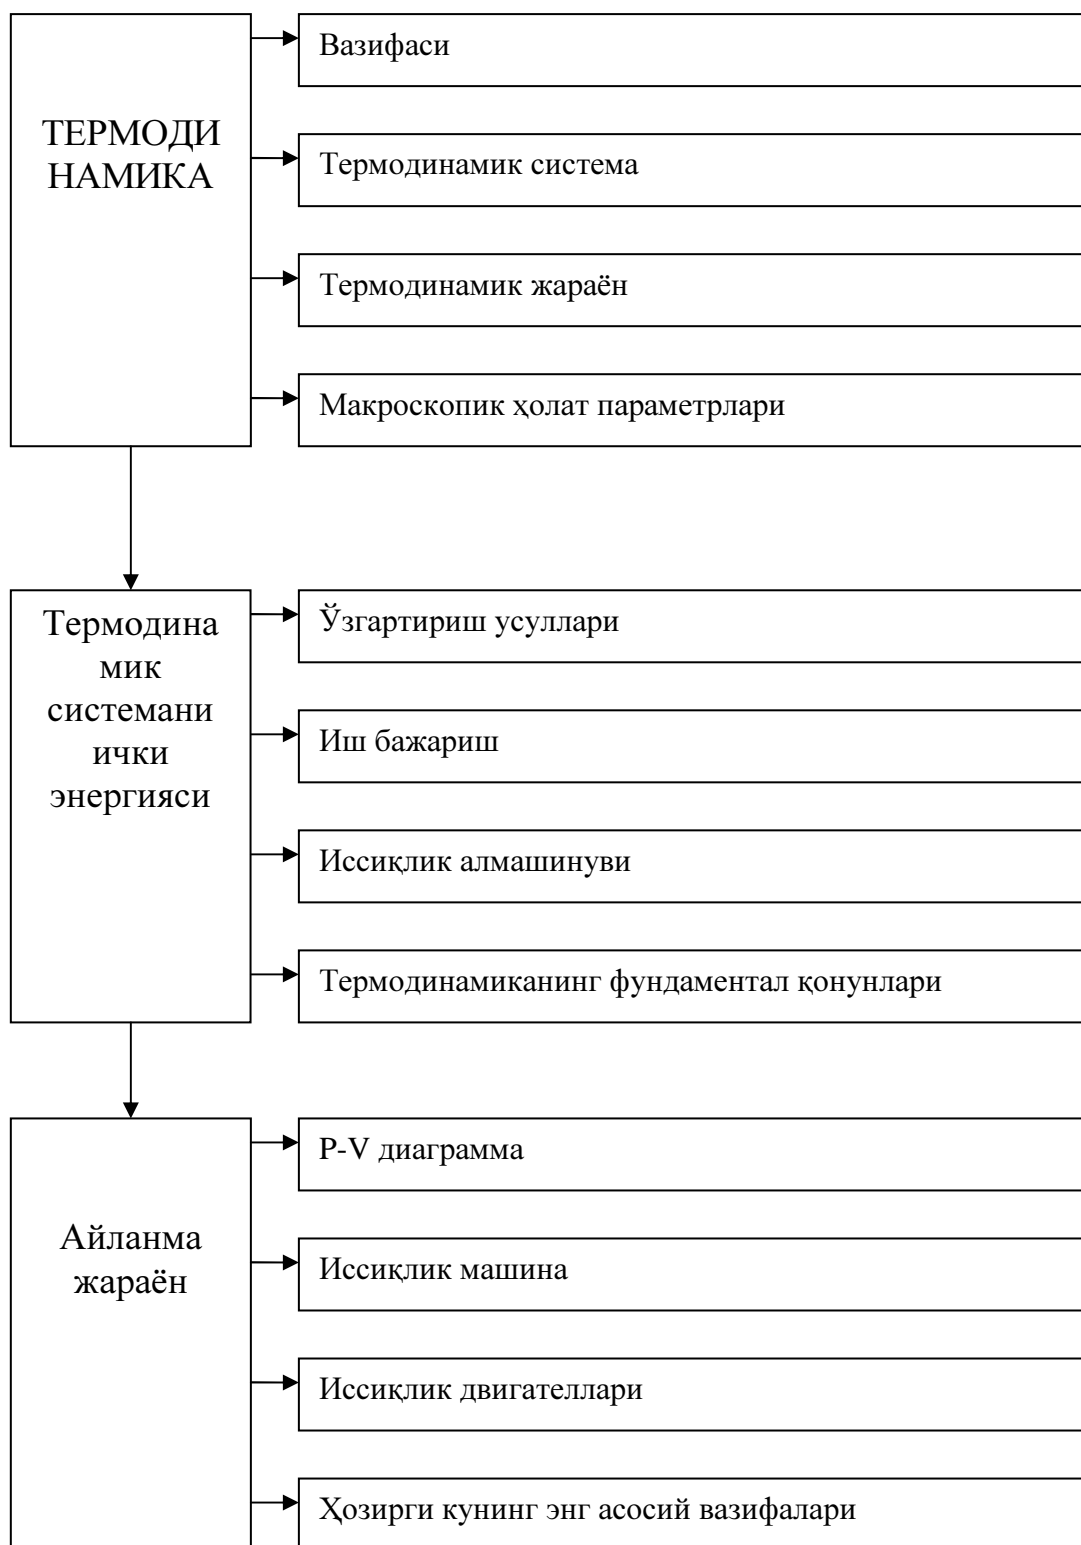 ТЕРМОДИ
НАМИКА
Вазифаси
Термодинамик система
Термодинамик жараён
Макроскопик ҳолат параметрлари
Термодина
мик
системани
ички
энергияси
Ўзгартириш усуллари
Иш бажариш
Иссиқлик алмашинуви
Термодинамиканинг фундаментал қонунлари
Айланма
жараён
P-V диаграмма
Иссиқлик машина
Иссиқлик двигателлари
Ҳозирги кунинг энг асосий вазифалари